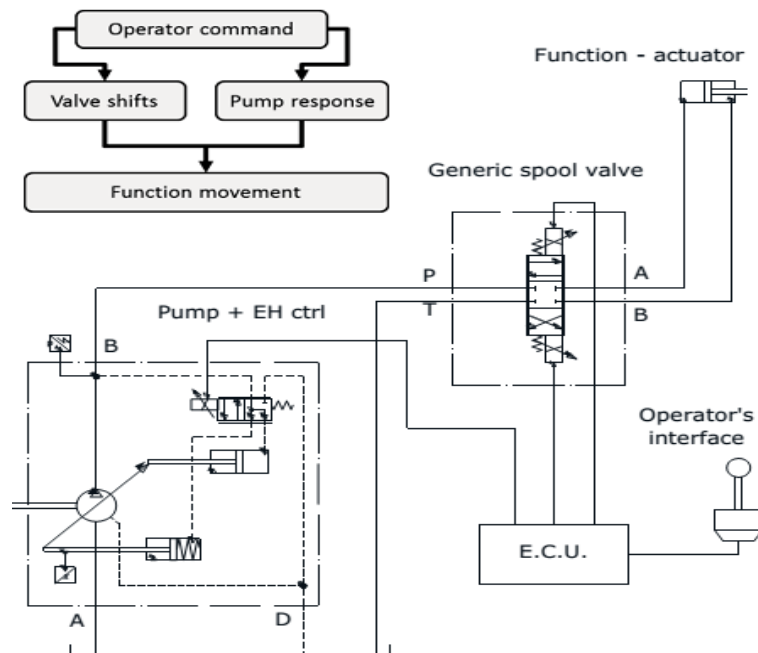 Operator command
Valve shifts
Pump response
Function movement
Function - actuator
Generic spool valve
P
A
T
B
Pump + EH ctrl
B
Operator's
interface
E.C.U.
A
D